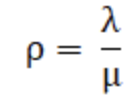 ρ = λ/μ